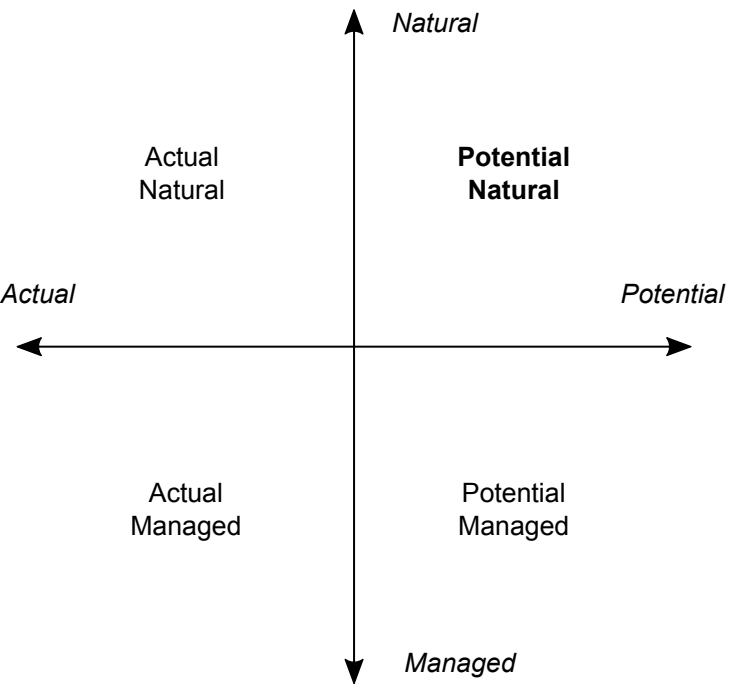 Natural
Actual
Natural
Potential
Natural
Actual
Potential
Actual
Managed
Potential
Managed
Managed